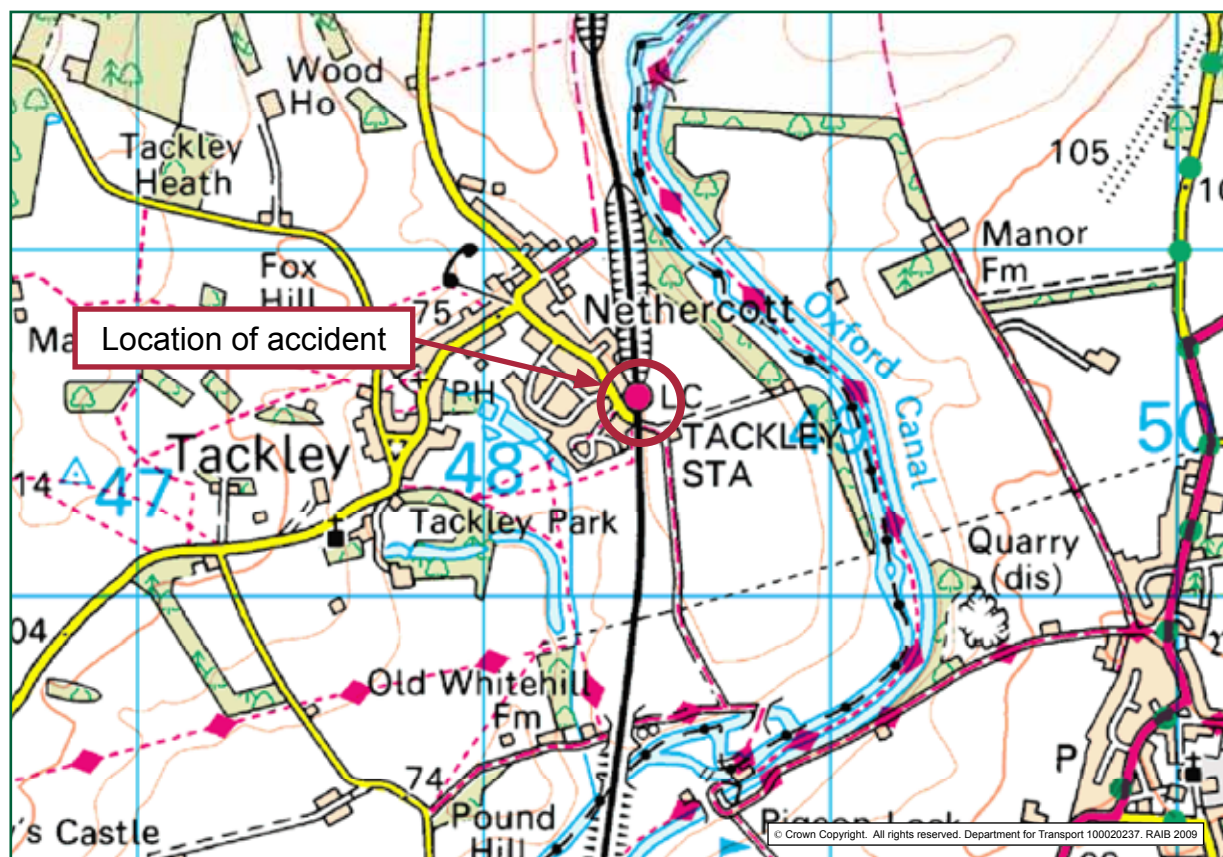 Wood
Ho
Tackley
Heath
105
10
Manor
Fm
Fox
Hill
75
Nethercott
Oxford
Canal
Location of accident
Ma
PH
LC
TACKLEY
STA
Tackley
14
47
48
49
50
Tackley Park
Quarry
(dis)
04
Old Whitehill
Fm
74
P
's Castle
Pound
Hill
Pigeon Lock
© Crown Copyright. All rights reserved. Department for Transport 100020237. RAIB 2009